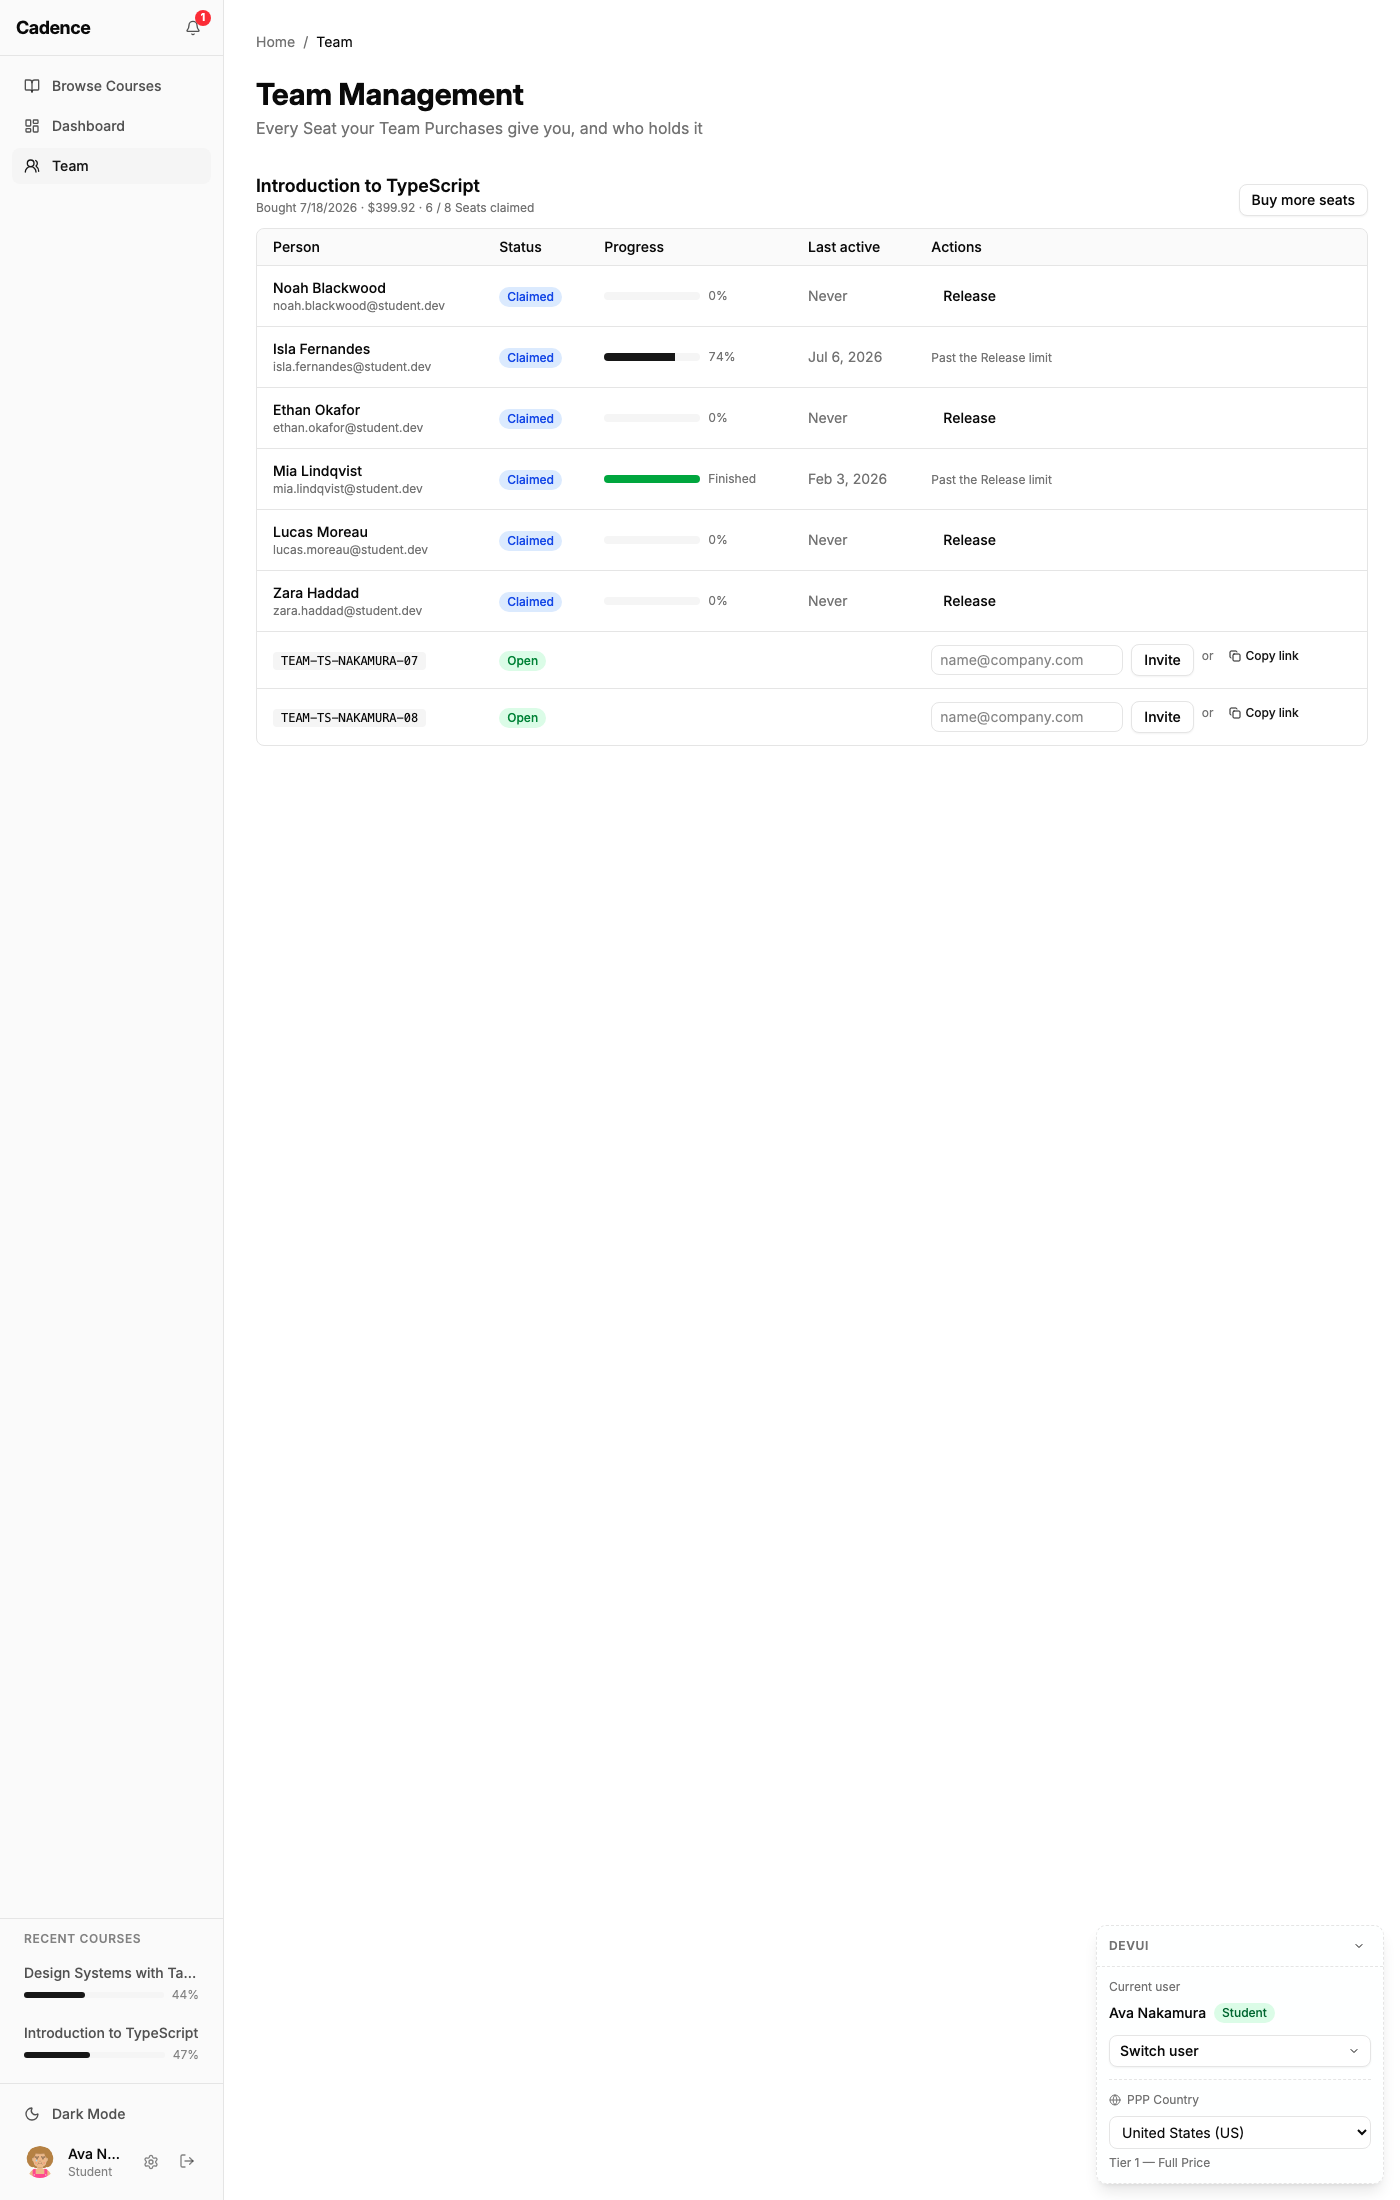 Cadence
1
Browse Courses
Dashboard
Team
Home / Team
Team Management
Every Seat your Team Purchases give you, and who holds it
Introduction to TypeScript
Bought 7/18/2026 · $399.92 · 6 / 8 Seats claimed
Buy more seats
Person Status Progress Last active Actions
Noah Blackwood
noah.blackwood@student.dev
Claimed 0% Never Release
Isla Fernandes
isla.fernandes@student.dev
Claimed 74% Jul 6, 2026 Past the Release limit
Ethan Okafor
ethan.okafor@student.dev
Claimed 0% Never Release
Mia Lindqvist
mia.lindqvist@student.dev
Claimed Finished Feb 3, 2026 Past the Release limit
Lucas Moreau
lucas.moreau@student.dev
Claimed 0% Never Release
Zara Haddad
zara.haddad@student.dev
Claimed 0% Never Release
TEAM-TS-NAKAMURA-07 Open name@company.com Invite or Copy link
TEAM-TS-NAKAMURA-08 Open name@company.com Invite or Copy link
RECENT COURSES
Design Systems with Ta...
44%
Introduction to TypeScript
47%
Dark Mode
Ava N...
Student
DEVUI
Current user
Ava Nakamura Student
Switch user
PPP Country
United States (US)
Tier 1 — Full Price